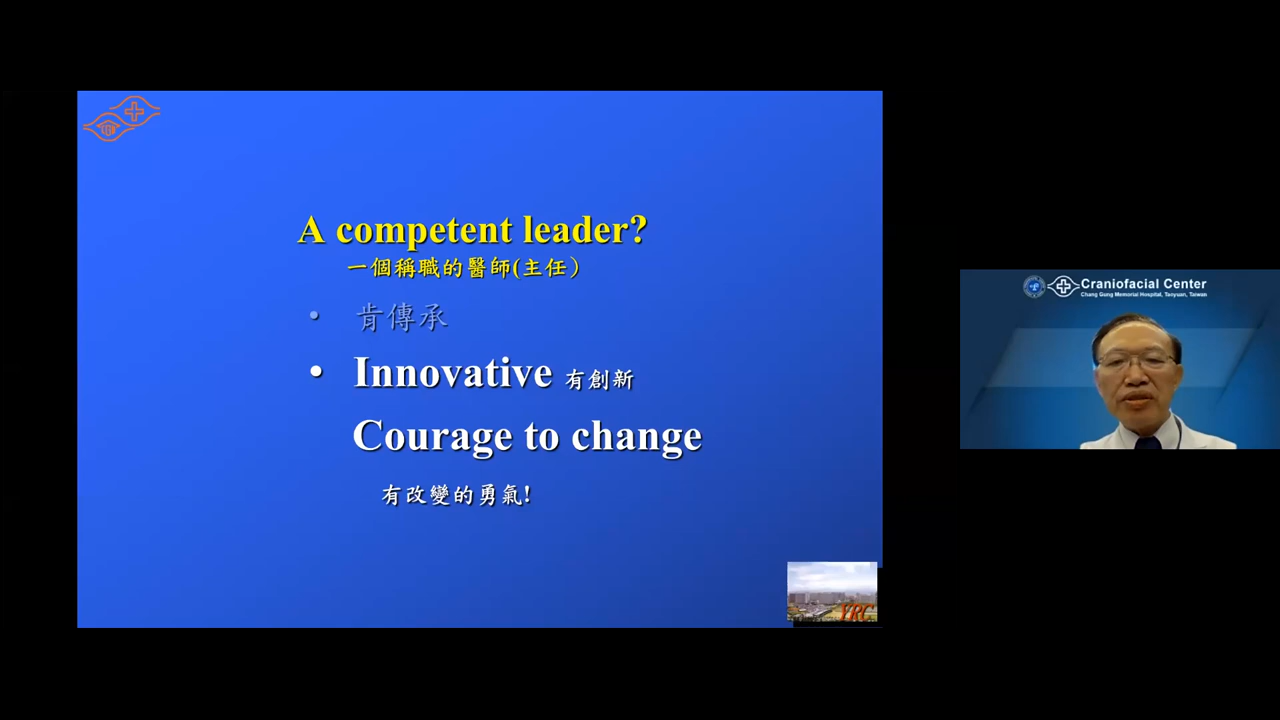 A competent leader?
一個稱職的醫師(主任）
• 肯傳承
• Innovative 有創新
Courage to change
有改變的勇氣!
YRC
Craniofacial Center
Chang Gung Memorial Hospital, Taoyuan, Taiwan